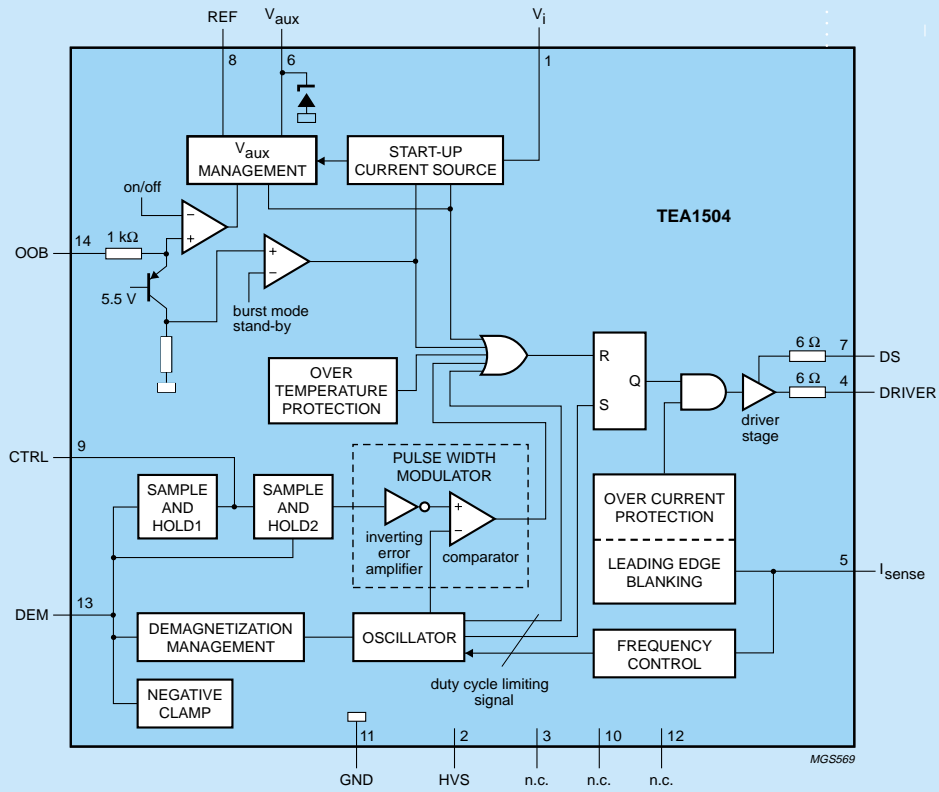 REF
Vaux
Vi
8
6
1
Vaux
MANAGEMENT
START-UP
CURRENT SOURCE
on/off
TEA1504
14
1 kΩ
OOB
−
+
+
−
5.5 V
burst mode
stand-by
6 Ω
7
DS
R
Q
S
6 Ω
4
DRIVER
OVER
TEMPERATURE
PROTECTION
driver
stage
9
CTRL
PULSE WIDTH
MODULATOR
SAMPLE
AND
HOLD1
SAMPLE
AND
HOLD2
+
−
inverting
error
amplifier
comparator
OVER CURRENT
PROTECTION
LEADING EDGE
BLANKING
5
Isense
13
DEM
DEMAGNETIZATION
MANAGEMENT
OSCILLATOR
FREQUENCY
CONTROL
duty cycle limiting
signal
NEGATIVE
CLAMP
11
2
3
10
12
MGS569
GND
HVS
n.c.
n.c.
n.c.